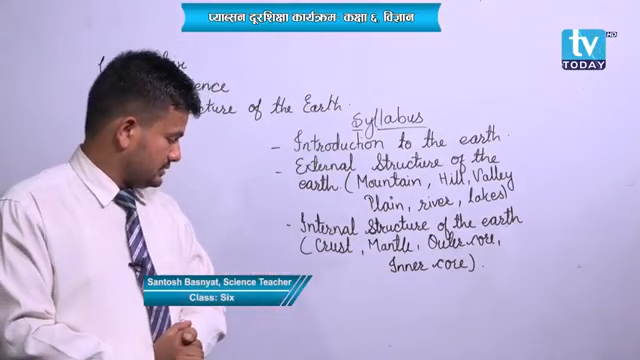 प्याब्सन दूरशिक्षा कार्यक्रम कक्षा ६ विज्ञान
tv HD
TODAY
of the Earth.
Syllabus
- Introduction to the earth.
- External Structure of the
earth. (Mountain, Hill, Valley
Plain, river, lakes)
- Internal Structure of the earth
(Crust, Mantle, Outer core,
Inner core).
Santosh Basnyat, Science Teacher
Class: Six